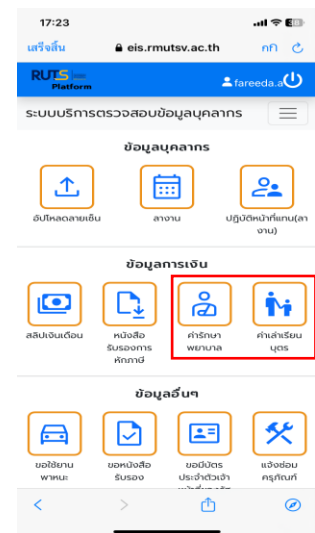 17:23
เสร็จสิ้น eis.rmutsv.ac.th กก
RUTS
Platform
fareeda.a
ระบบบริการตรวจสอบข้อมูลบุคลากร
ข้อมูลบุคลากร
อัปโหลดลายเซ็น ลางาน ปฏิบัติหน้าที่แทน(ลา
งาน)
ข้อมูลการเงิน
สลิปเงินเดือน หนังสือ ค่ารักษา ค่าเล่าเรียน
รับรองการ พยาบาล บุตร
หักภาษี
ข้อมูลอื่นๆ
ขอใช้ยาน ขอหนังสือ ขอมีบัตร แจ้งซ่อม
พาหนะ รับรอง ประจำตัวเจ้า ครุภัณฑ์